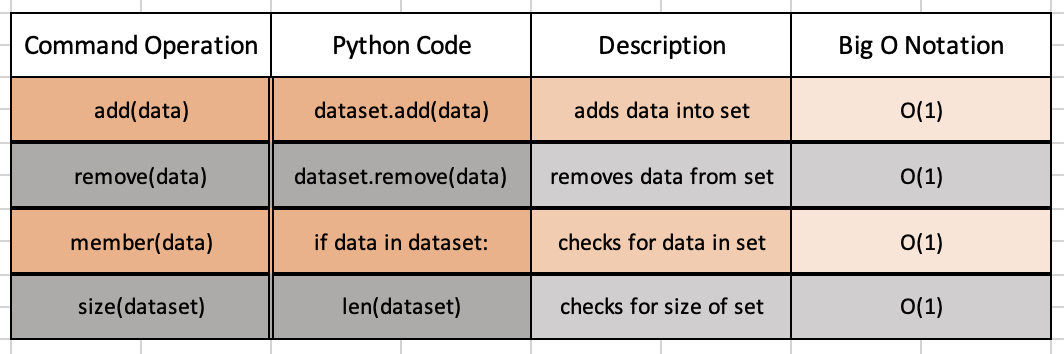 Command Operation Python Code Description Big O Notation
add(data) dataset.add(data) adds data into set O(1)
remove(data) dataset.remove(data) removes data from set O(1)
member(data) if data in dataset: checks for data in set O(1)
size(dataset) len(dataset) checks for size of set O(1)